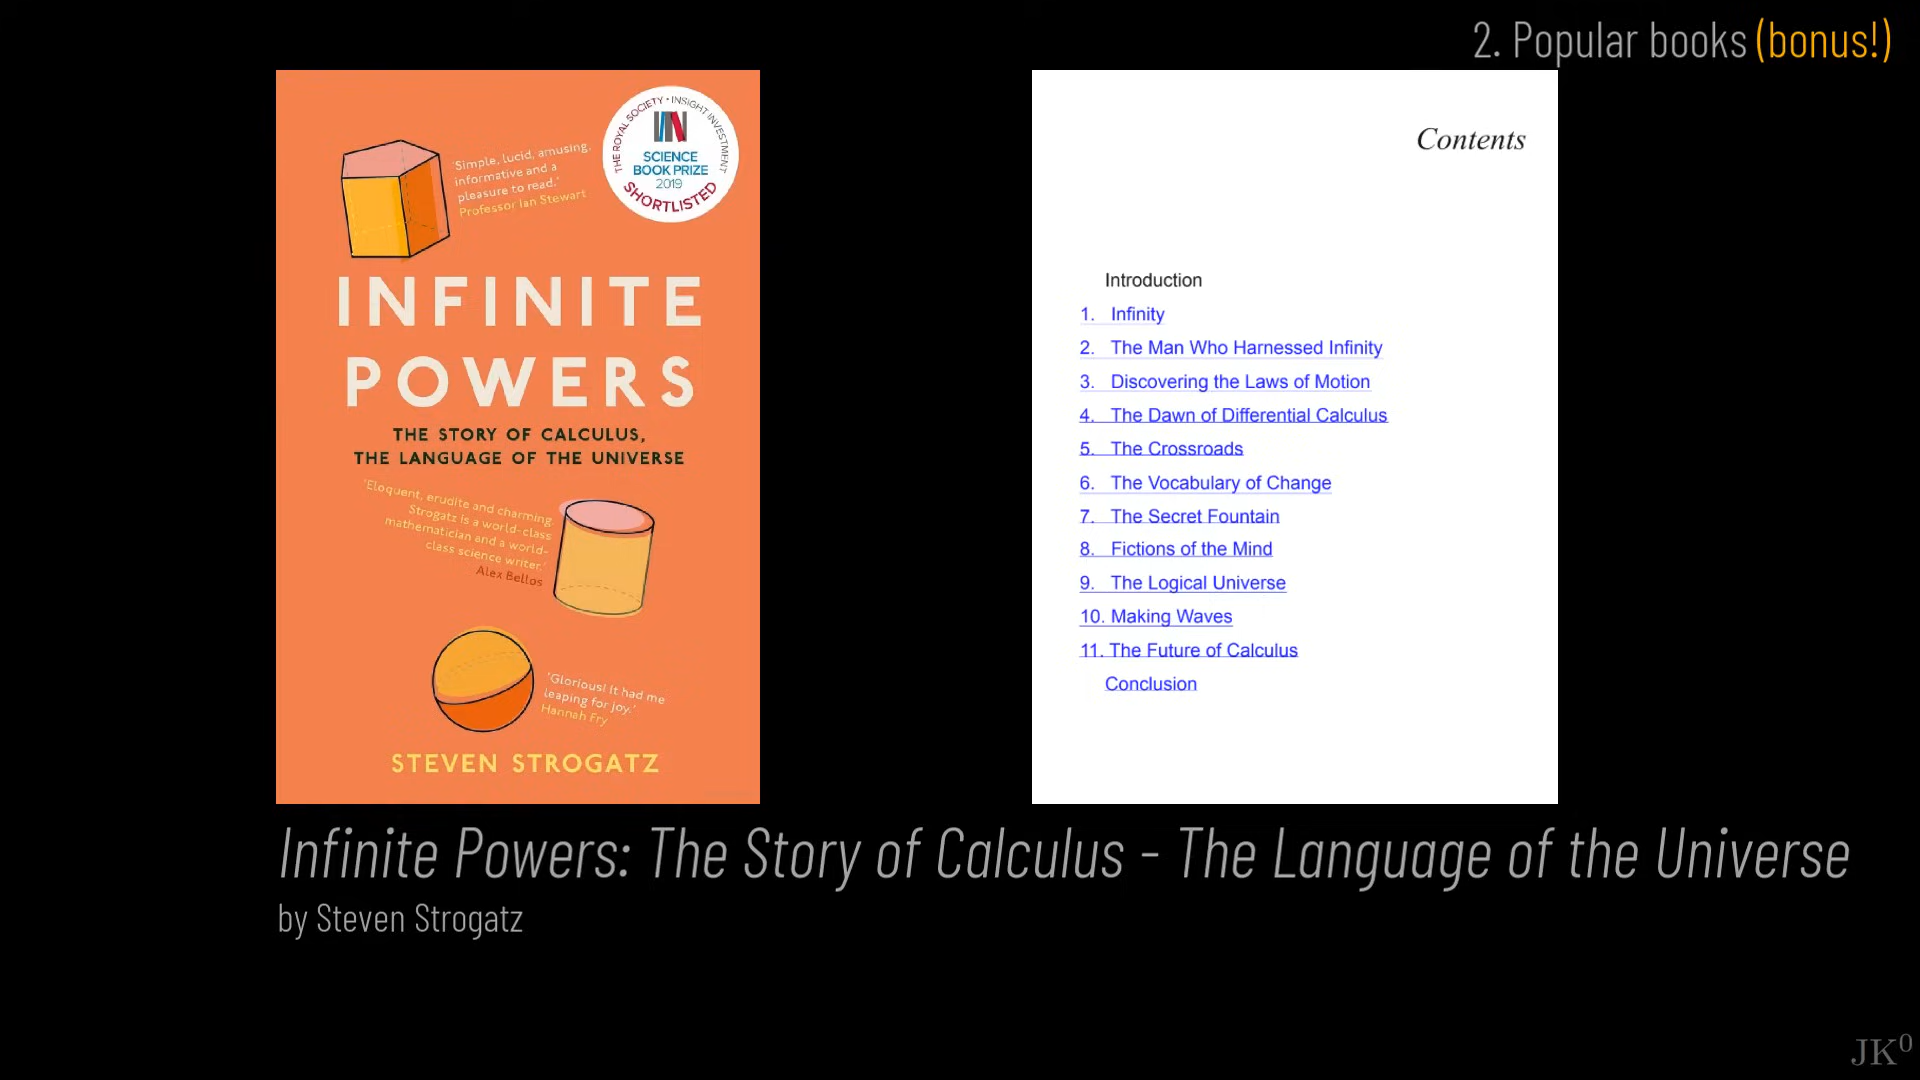 2. Popular books (bonus!)
THE ROYAL SOCIETY • INSIGHT INVESTMENT
SCIENCE
BOOK PRIZE
2019
SHORTLISTED
'Simple, lucid, amusing,
informative and a
pleasure to read.'
Professor Ian Stewart
INFINITE
POWERS
THE STORY OF CALCULUS,
THE LANGUAGE OF THE UNIVERSE
'Eloquent, erudite and charming.
Strogatz is a world-class
mathematician and a world-
class science writer.'
Alex Bellos
'Glorious! It had me
leaping for joy.'
Hannah Fry
STEVEN STROGATZ
Contents
Introduction
1. Infinity
2. The Man Who Harnessed Infinity
3. Discovering the Laws of Motion
4. The Dawn of Differential Calculus
5. The Crossroads
6. The Vocabulary of Change
7. The Secret Fountain
8. Fictions of the Mind
9. The Logical Universe
10. Making Waves
11. The Future of Calculus
Conclusion
Infinite Powers: The Story of Calculus - The Language of the Universe
by Steven Strogatz
JK⁰